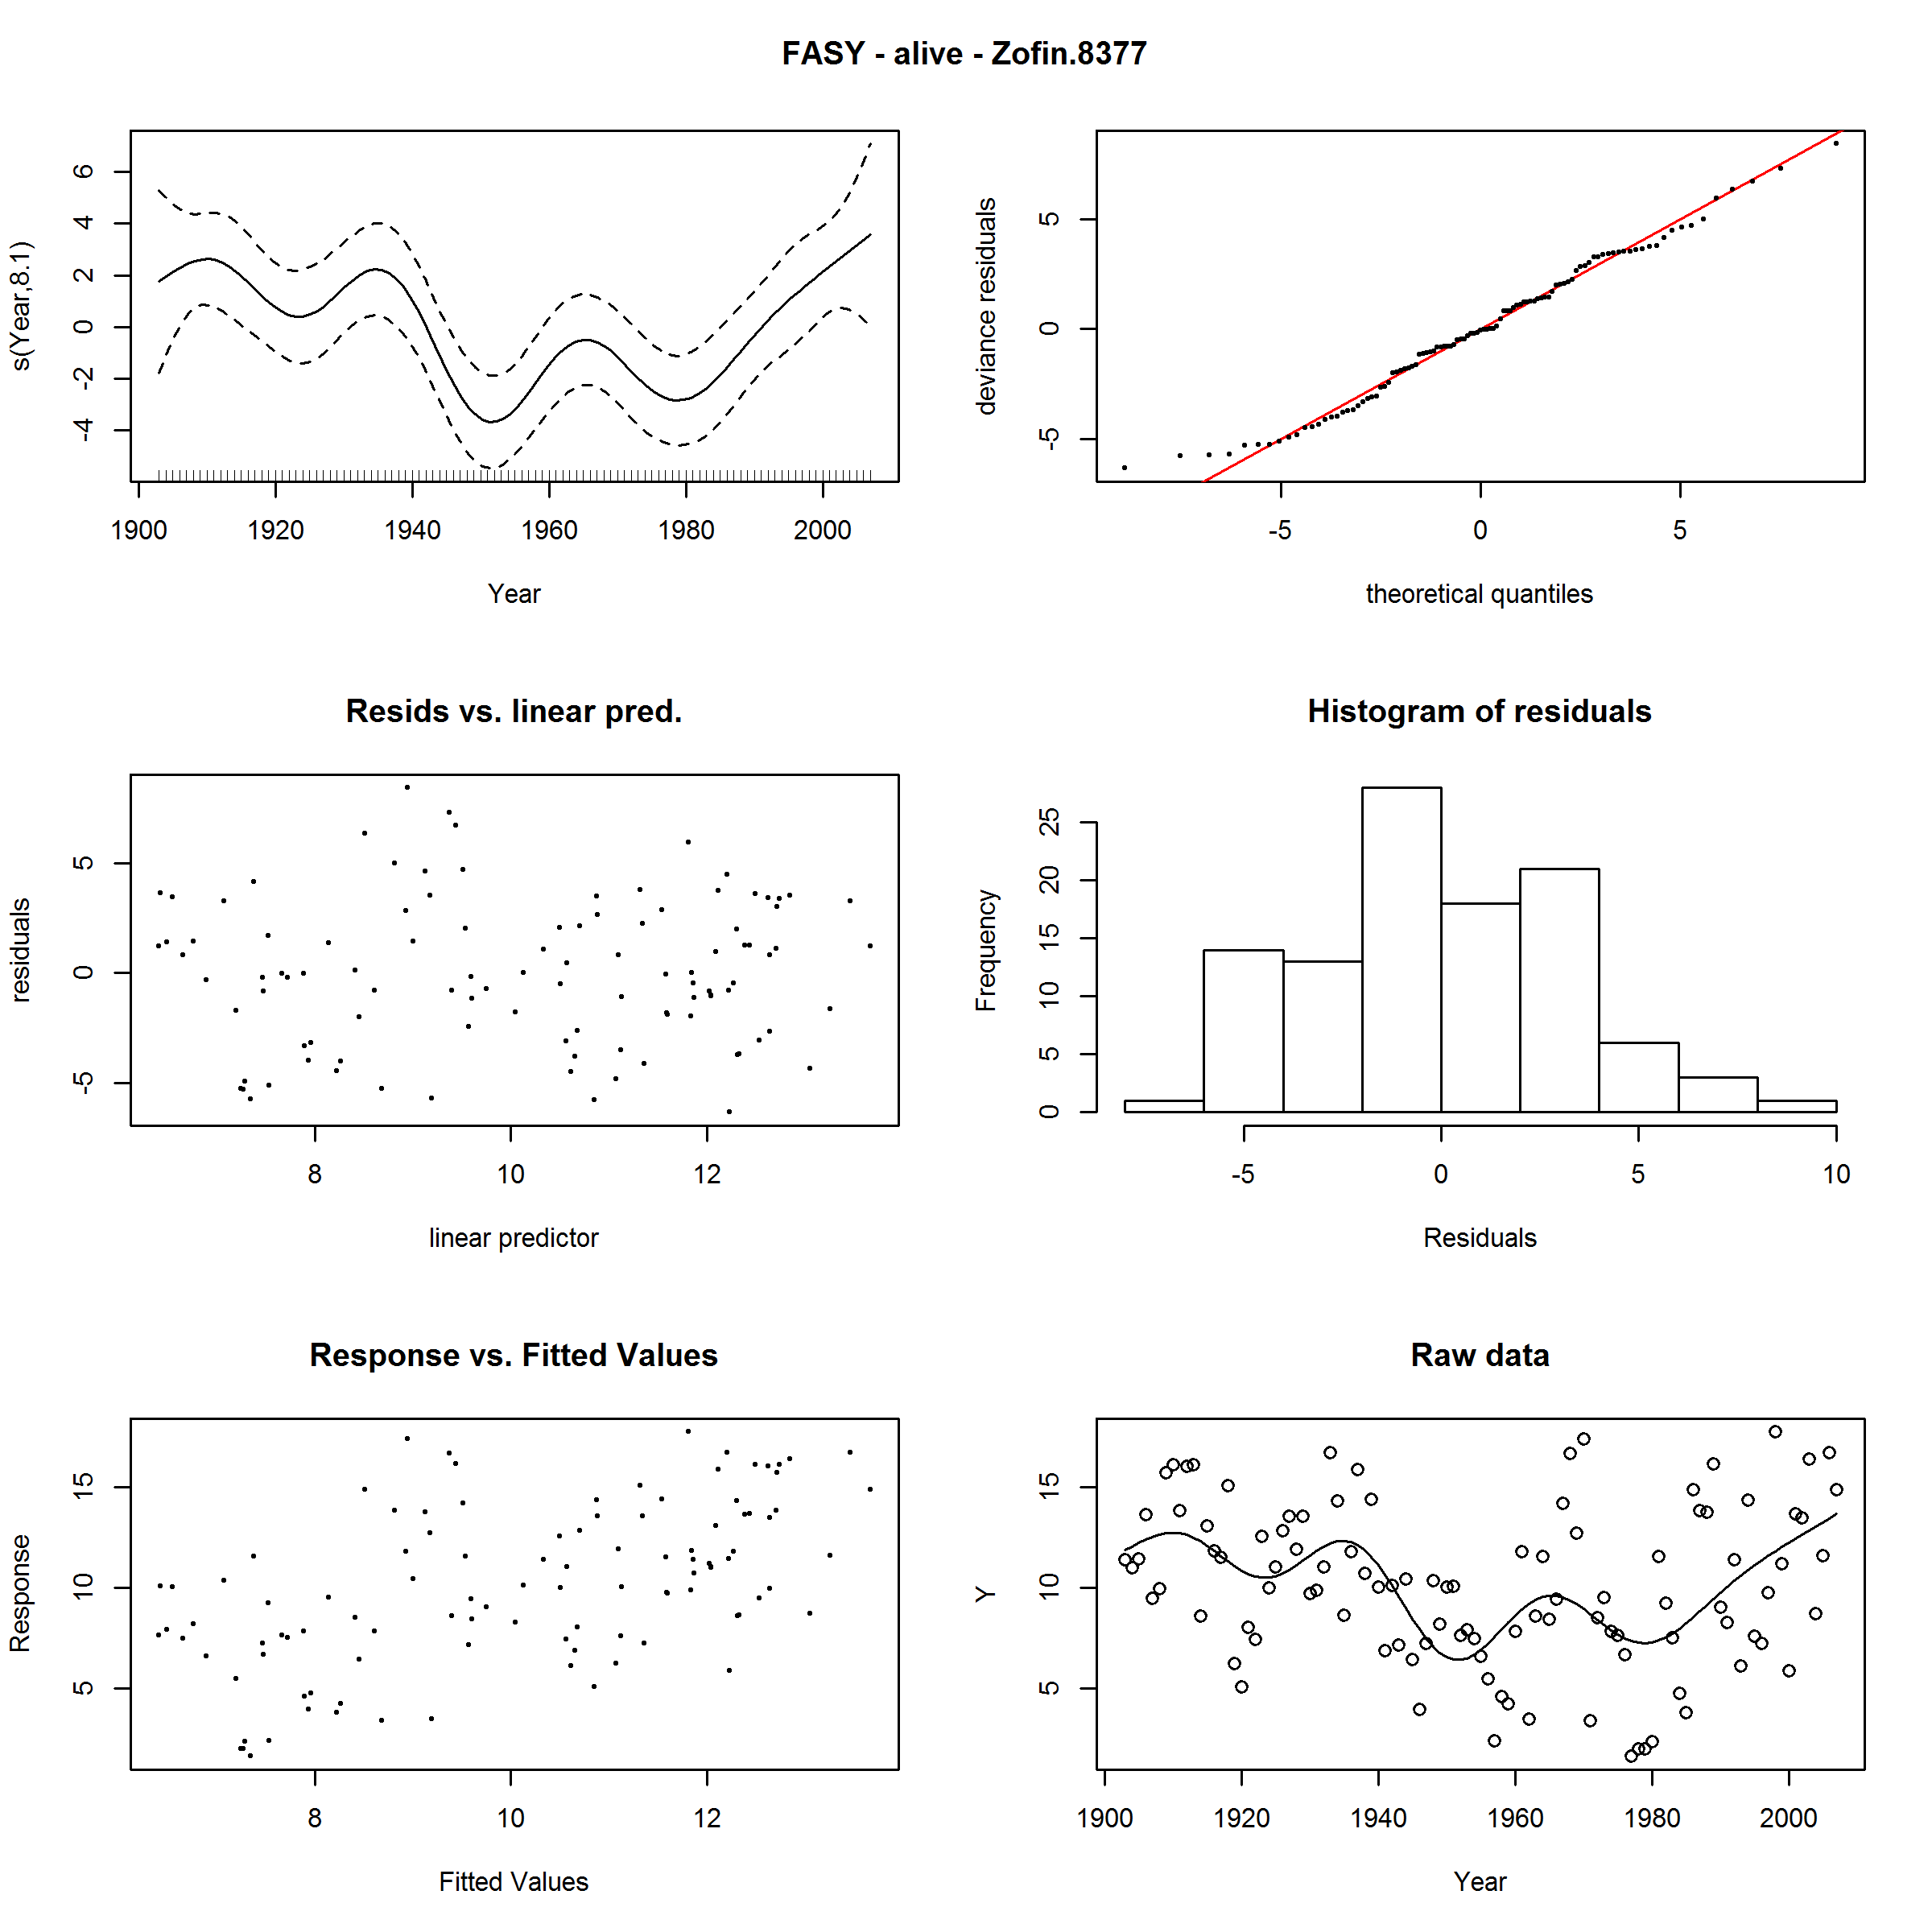 FASY - alive - Zofin.8377
s(Year,8.1)
6
4
2
0
-2
-4
1900 1920 1940 1960 1980 2000
Year
deviance residuals
5
0
-5
-5 0 5
theoretical quantiles
Resids vs. linear pred.
residuals
5
0
-5
8 10 12
linear predictor
Histogram of residuals
Frequency
25
20
15
10
5
0
-5 0 5 10
Residuals
Response vs. Fitted Values
Response
15
10
5
8 10 12
Fitted Values
Raw data
Y
15
10
5
1900 1920 1940 1960 1980 2000
Year